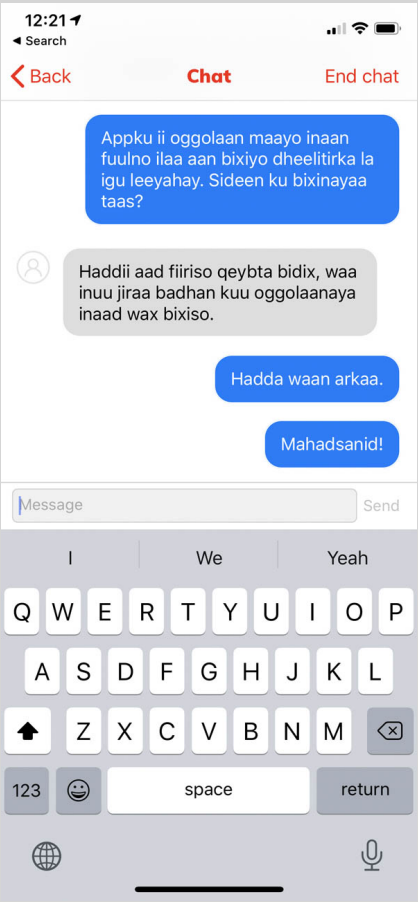 12:21
Search
Back Chat End chat
Appku ii oggolaan maayo inaan
fuulno ilaa aan bixiyo dheelitirka la
igu leeyahay. Sideen ku bixinayaa
taas?
Haddii aad fiiriso qeybta bidix, waa
inuu jiraa badhan kuu oggolaanaya
inaad wax bixiso.
Hadda waan arkaa.
Mahadsanid!
Message Send
I We Yeah
Q W E R T Y U I O P
A S D F G H J K L
Z X C V B N M
123 space return